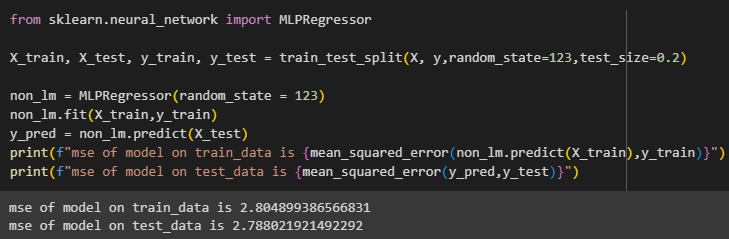 from sklearn.neural_network import MLPRegressor
X_train, X_test, y_train, y_test = train_test_split(X, y,random_state=123,test_size=0.2)
non_lm = MLPRegressor(random_state = 123)
non_lm.fit(X_train,y_train)
y_pred = non_lm.predict(X_test)
print(f"mse of model on train_data is {mean_squared_error(non_lm.predict(X_train),y_train)}")
print(f"mse of model on test_data is {mean_squared_error(y_pred,y_test)}")
mse of model on train_data is 2.804899386566831
mse of model on test_data is 2.788021921492292